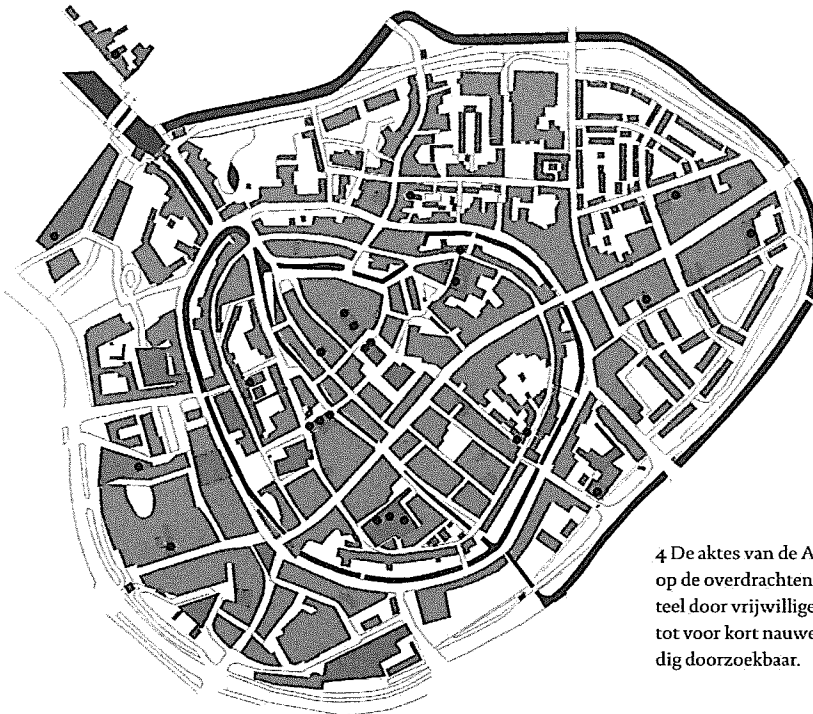 4 De aktes van de A
op de overdrachten
teel door vrijwillige
tot voor kort nauwe
dig doorzoekbaar.